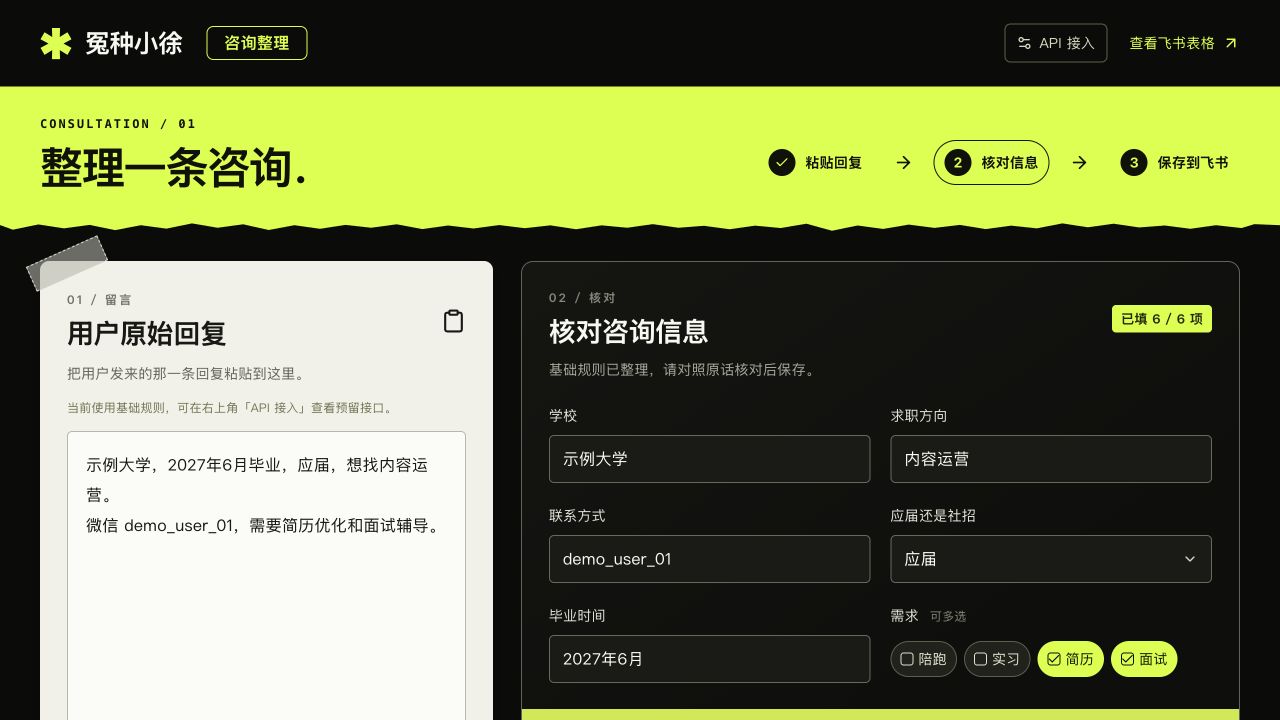 冤种小徐
咨询整理
API 接入
查看飞书表格
CONSULTATION / 01
整理一条咨询.
粘贴回复
2 核对信息
3 保存到飞书
01 / 留言
用户原始回复
把用户发来的那一条回复粘贴到这里。
当前使用基础规则，可在右上角「API 接入」查看预留接口。
示例大学，2027年6月毕业，应届，想找内容运
营。
微信 demo_user_01，需要简历优化和面试辅导。
02 / 核对
核对咨询信息
已填 6 / 6 项
基础规则已整理，请对照原话核对后保存。
学校
求职方向
示例大学
内容运营
联系方式
应届还是社招
demo_user_01
应届
毕业时间
需求 可多选
2027年6月
陪跑
实习
简历
面试